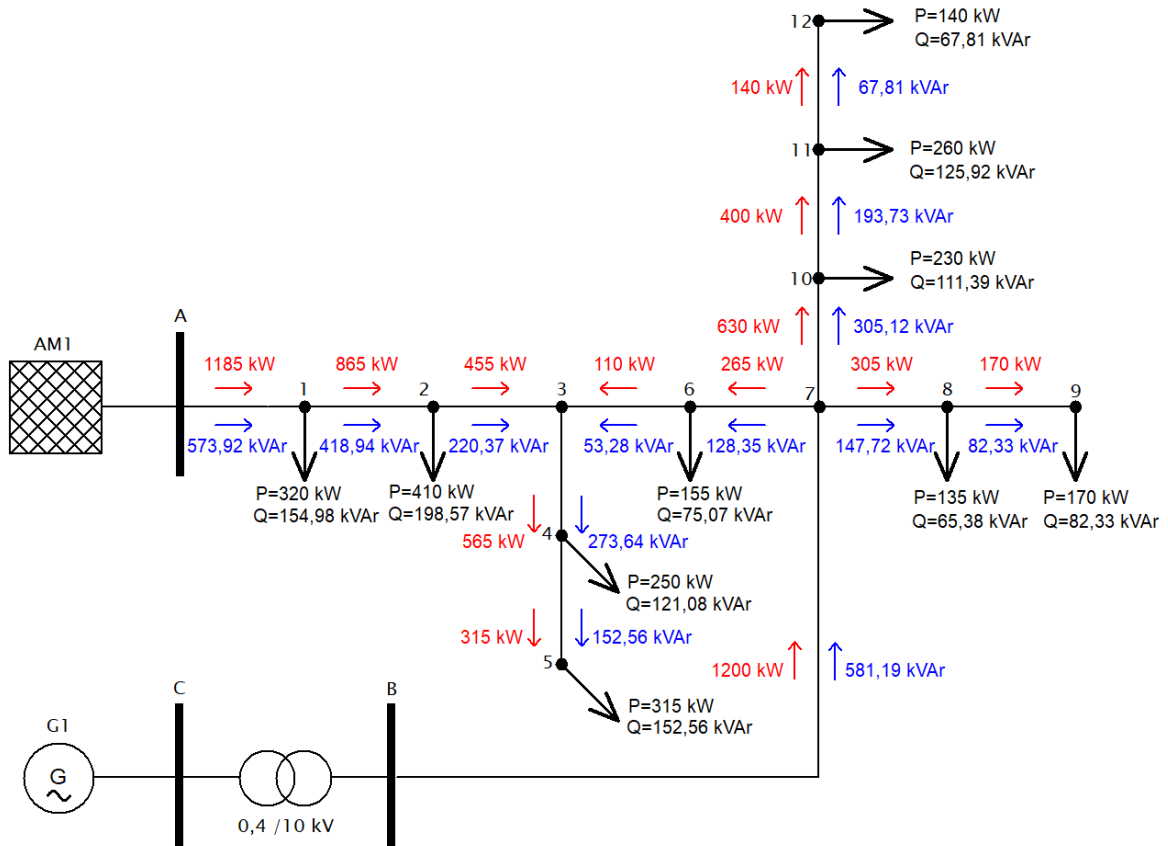 12
P=140 kW
Q=67,81 kVAr
140 kW
67,81 kVAr
11
P=260 kW
Q=125,92 kVAr
400 kW
193,73 kVAr
10
P=230 kW
Q=111,39 kVAr
630 kW
305,12 kVAr
AM1
A
1185 kW
865 kW
455 kW
110 kW
265 kW
305 kW
170 kW
1
2
3
6
7
8
9
573,92 kVAr
418,94 kVAr
220,37 kVAr
53,28 kVAr
128,35 kVAr
147,72 kVAr
82,33 kVAr
P=320 kW
Q=154,98 kVAr
P=410 kW
Q=198,57 kVAr
P=155 kW
Q=75,07 kVAr
P=135 kW
Q=65,38 kVAr
P=170 kW
Q=82,33 kVAr
565 kW
4
273,64 kVAr
P=250 kW
Q=121,08 kVAr
315 kW
152,56 kVAr
5
P=315 kW
Q=152,56 kVAr
1200 kW
581,19 kVAr
C
B
G1
G
0,4 /10 kV